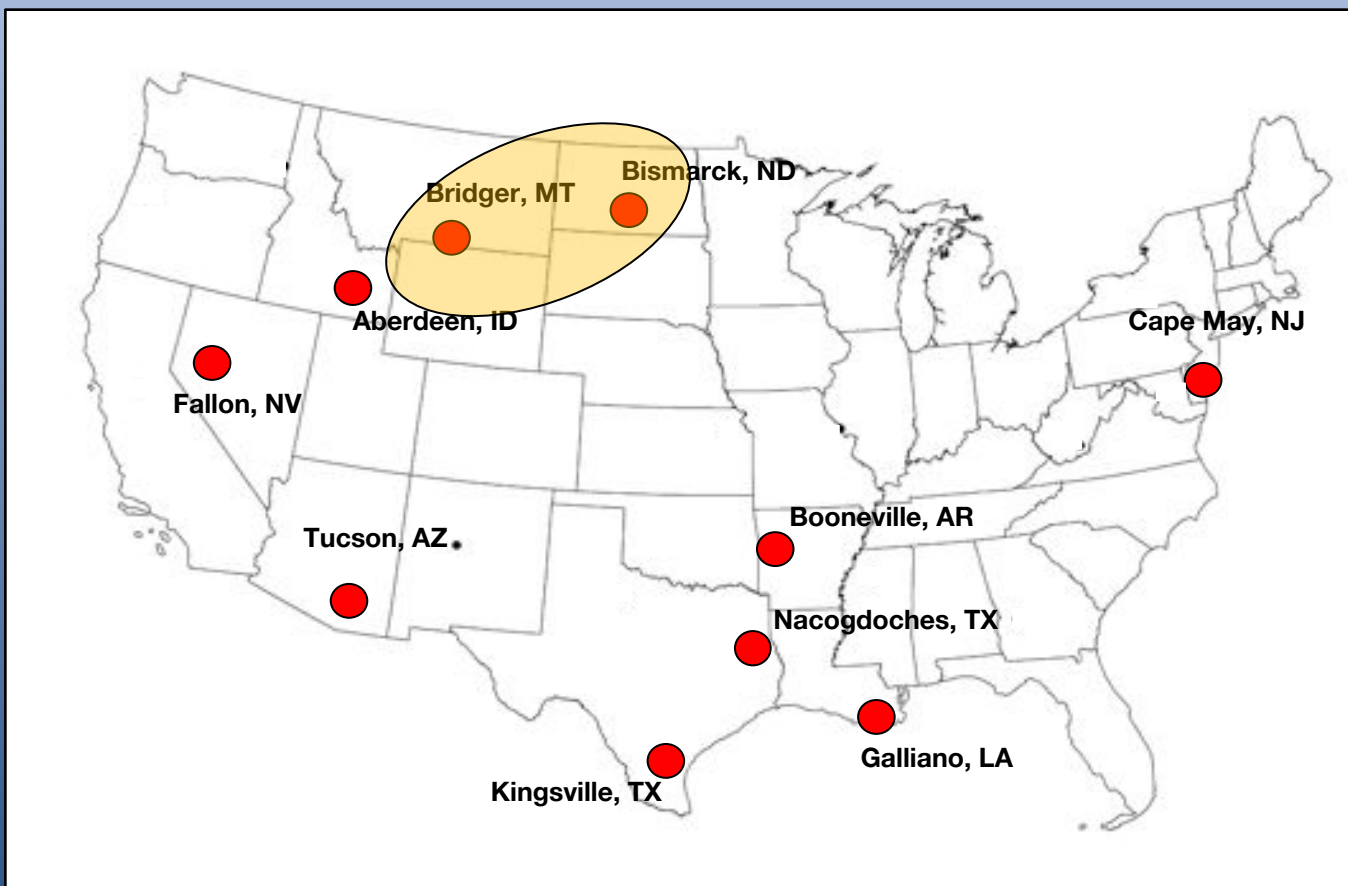 Bismarck, ND
Bridger, MT
Aberdeen, ID
Cape May, NJ
Fallon, NV
Booneville, AR
Tucson, AZ
Nacogdoches, TX
Galliano, LA
Kingsville, TX